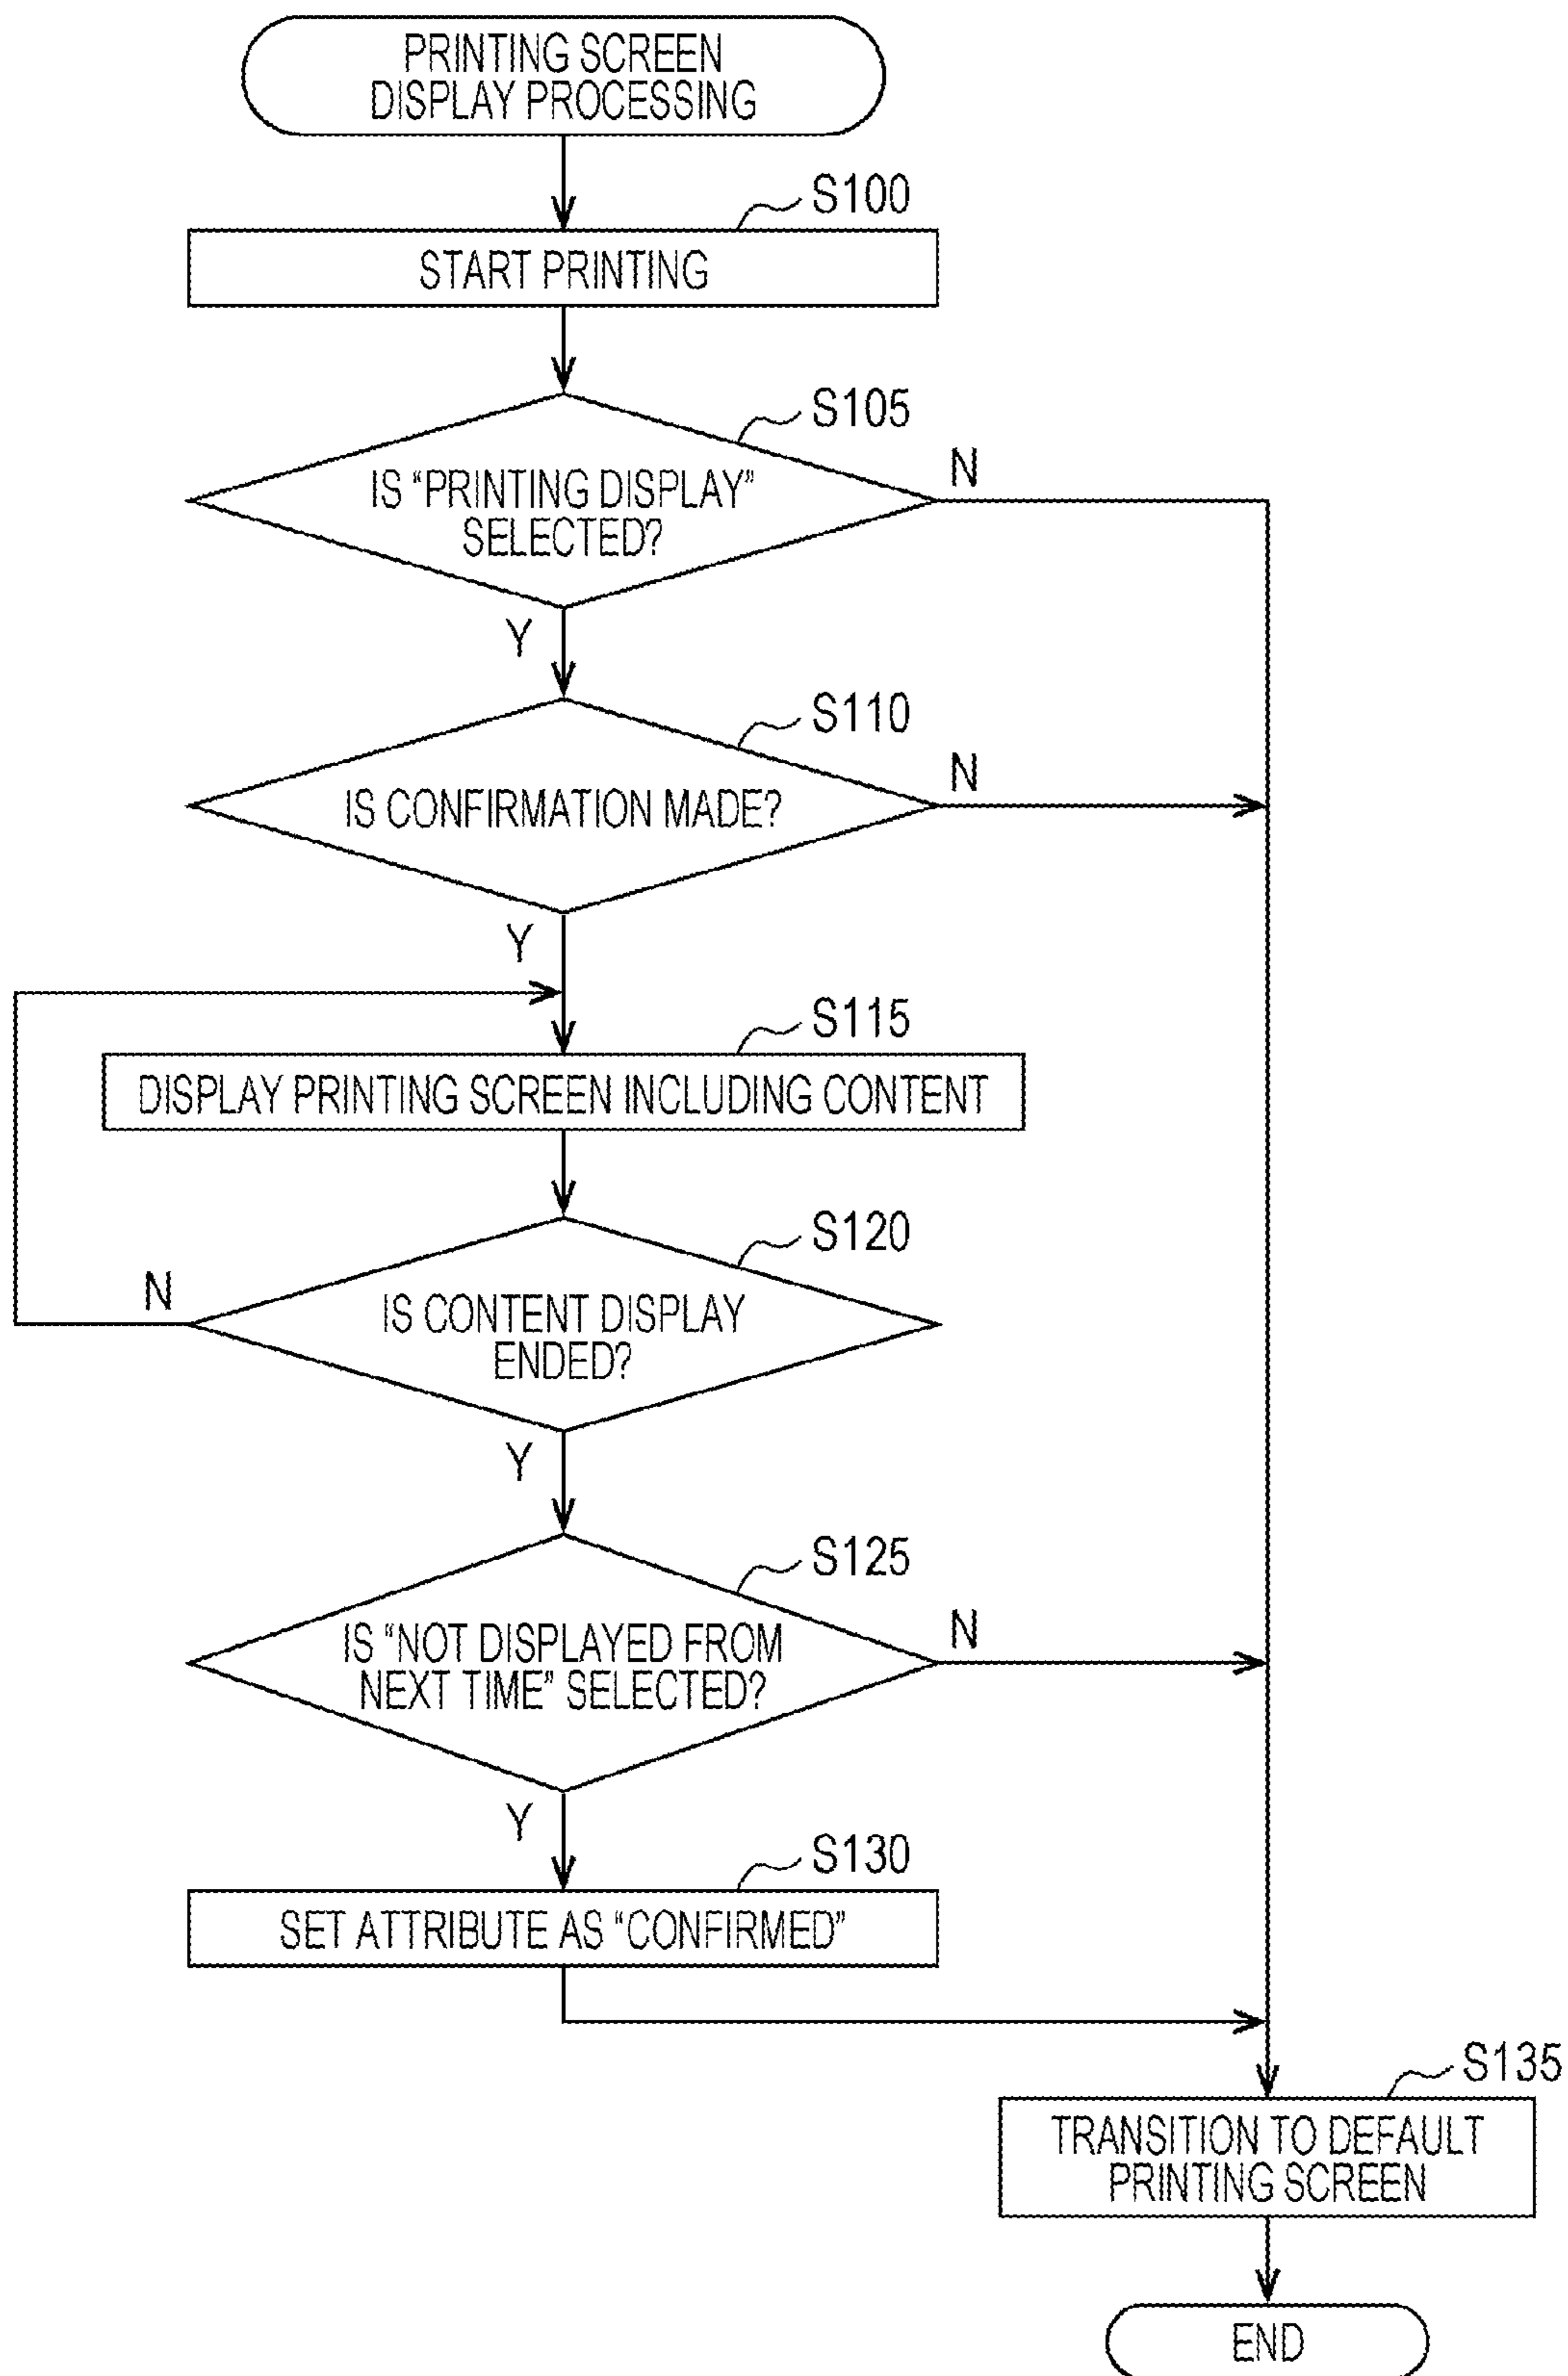 PRINTING SCREEN
DISPLAY PROCESSING
S100
START PRINTING
S105
IS “PRINTING DISPLAY”
SELECTED?
N
Y
S110
IS CONFIRMATION MADE?
N
Y
S115
DISPLAY PRINTING SCREEN INCLUDING CONTENT
S120
IS CONTENT DISPLAY
ENDED?
N
Y
S125
IS “NOT DISPLAYED FROM
NEXT TIME” SELECTED?
N
Y
S130
SET ATTRIBUTE AS “CONFIRMED”
S135
TRANSITION TO DEFAULT
PRINTING SCREEN
END